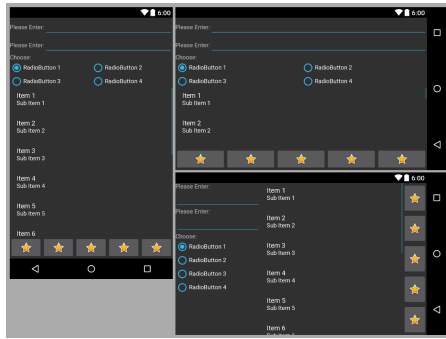 6:00
Please Enter:
Please Enter:
Choose:
RadioButton 1 RadioButton 2
RadioButton 3 RadioButton 4
Item 1
Sub Item 1
Item 2
Sub Item 2
Item 3
Sub Item 3
Item 4
Sub Item 4
Item 5
Sub Item 5
Item 6
6:00
Please Enter:
Please Enter:
Choose:
RadioButton 1 RadioButton 2
RadioButton 3 RadioButton 4
Item 1
Sub Item 1
Item 2
Sub Item 2
6:00
Please Enter:
Please Enter:
Choose:
RadioButton 1
RadioButton 2
RadioButton 3
RadioButton 4
Item 1
Sub Item 1
Item 2
Sub Item 2
Item 3
Sub Item 3
Item 4
Sub Item 4
Item 5
Sub Item 5
Item 6